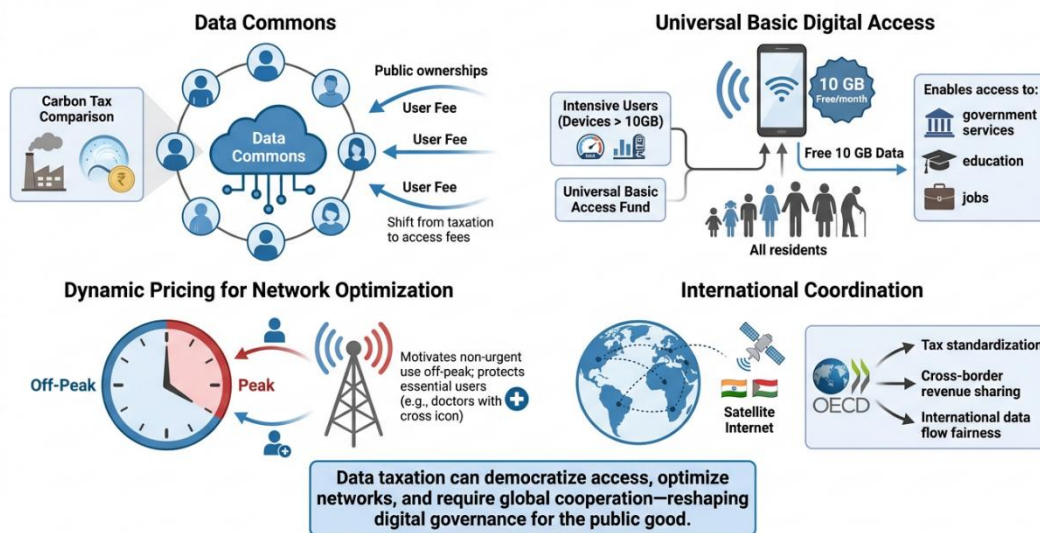 Data Commons
Carbon Tax
Comparison
₹
Data
Commons
Public ownerships
User Fee
User Fee
User Fee
Shift from taxation
to access fees
Universal Basic Digital Access
Intensive Users
(Devices > 10GB)
Universal Basic
Access Fund
10 GB
Free/month
Free 10 GB Data
All residents
Enables access to:
government
services
education
jobs
Dynamic Pricing for Network Optimization
Off-Peak
Peak
Motivates non-urgent
use off-peak; protects
essential users
(e.g., doctors with
cross icon)
International Coordination
Satellite
Internet
OECD
Tax standardization
Cross-border
revenue sharing
International data
flow fairness
Data taxation can democratize access, optimize
networks, and require global cooperation—reshaping
digital governance for the public good.